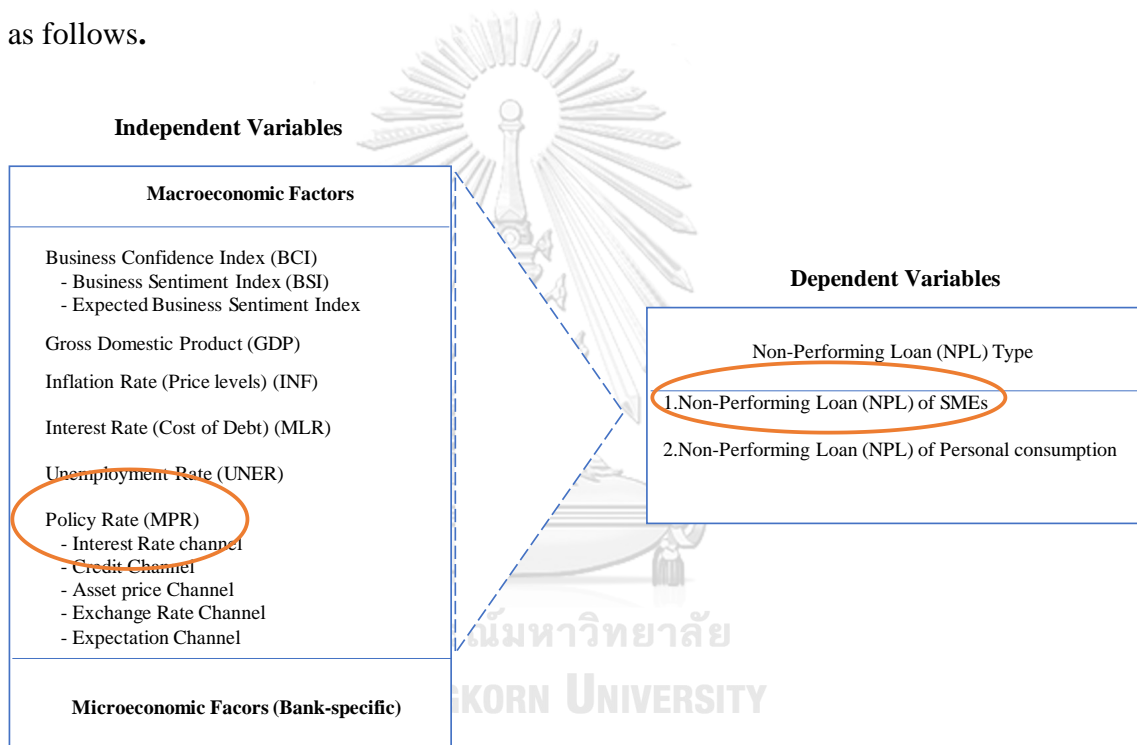 as follows.
Independent Variables
Macroeconomic Factors
Business Confidence Index (BCI)
- Business Sentiment Index (BSI)
- Expected Business Sentiment Index
Gross Domestic Product (GDP)
Inflation Rate (Price levels) (INF)
Interest Rate (Cost of Debt) (MLR)
Unemployment Rate (UNER)
Policy Rate (MPR)
- Interest Rate channel
- Credit Channel
- Asset price Channel
- Exchange Rate Channel
- Expectation Channel
Microeconomic Facors (Bank-specific)
Dependent Variables
Non-Performing Loan (NPL) Type
1.Non-Performing Loan (NPL) of SMEs
2.Non-Performing Loan (NPL) of Personal consumption
ณ์มหาวิทยาลัย
GKORN UNIVERSITY